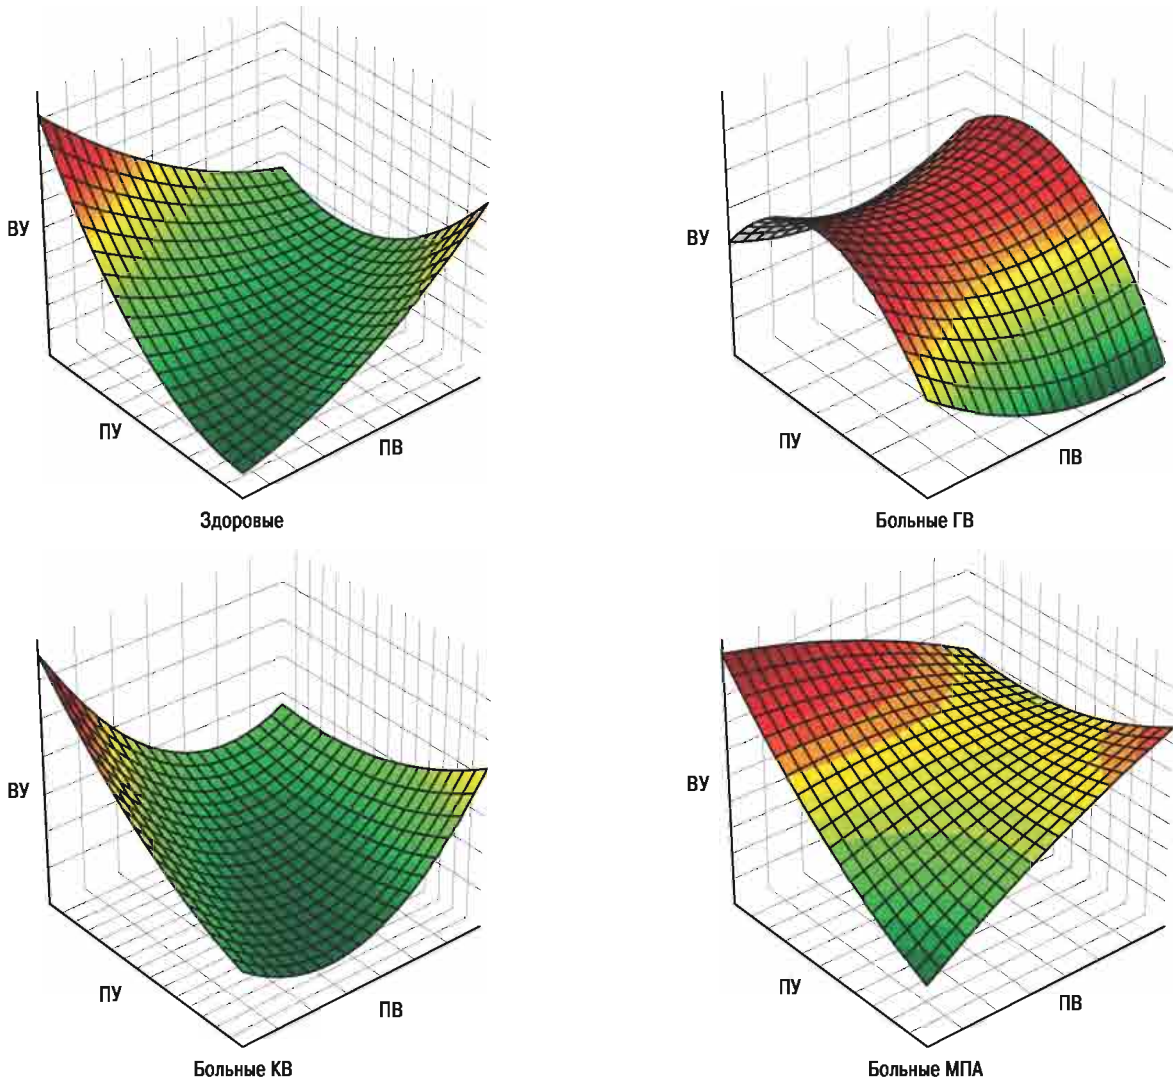 ВУ
ПУ
ПВ
Здоровые
ВУ
ПУ
ПВ
Больные ГВ
ВУ
ПУ
ПВ
Больные КВ
ВУ
ПУ
ПВ
Больные МПА